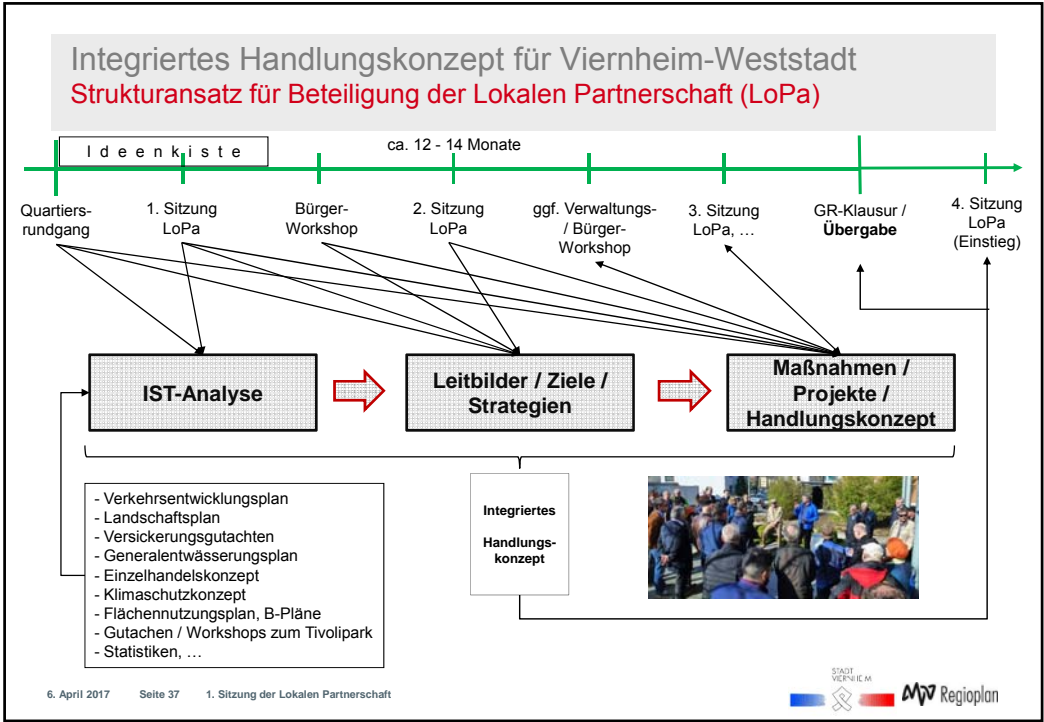 Integriertes Handlungskonzept für Viernheim-Weststadt
Strukturansatz für Beteiligung der Lokalen Partnerschaft (LoPa)
I d e e n k i s t e
ca. 12 - 14 Monate
Quartiers-
rundgang
1. Sitzung
LoPa
Bürger-
Workshop
2. Sitzung
LoPa
ggf. Verwaltungs-
/ Bürger-
Workshop
3. Sitzung
LoPa, …
GR-Klausur /
Übergabe
4. Sitzung
LoPa
(Einstieg)
IST-Analyse
Leitbilder / Ziele /
Strategien
Maßnahmen /
Projekte /
Handlungskonzept
- Verkehrsentwicklungsplan
- Landschaftsplan
- Versickerungsgutachten
- Generalentwässerungsplan
- Einzelhandelskonzept
- Klimaschutzkonzept
- Flächennutzungsplan, B-Pläne
- Gutachen / Workshops zum Tivolipark
- Statistiken, …
Integriertes
Handlungs-
konzept
6. April 2017 Seite 37 1. Sitzung der Lokalen Partnerschaft
STADT
VIERNHEIM
Regioplan